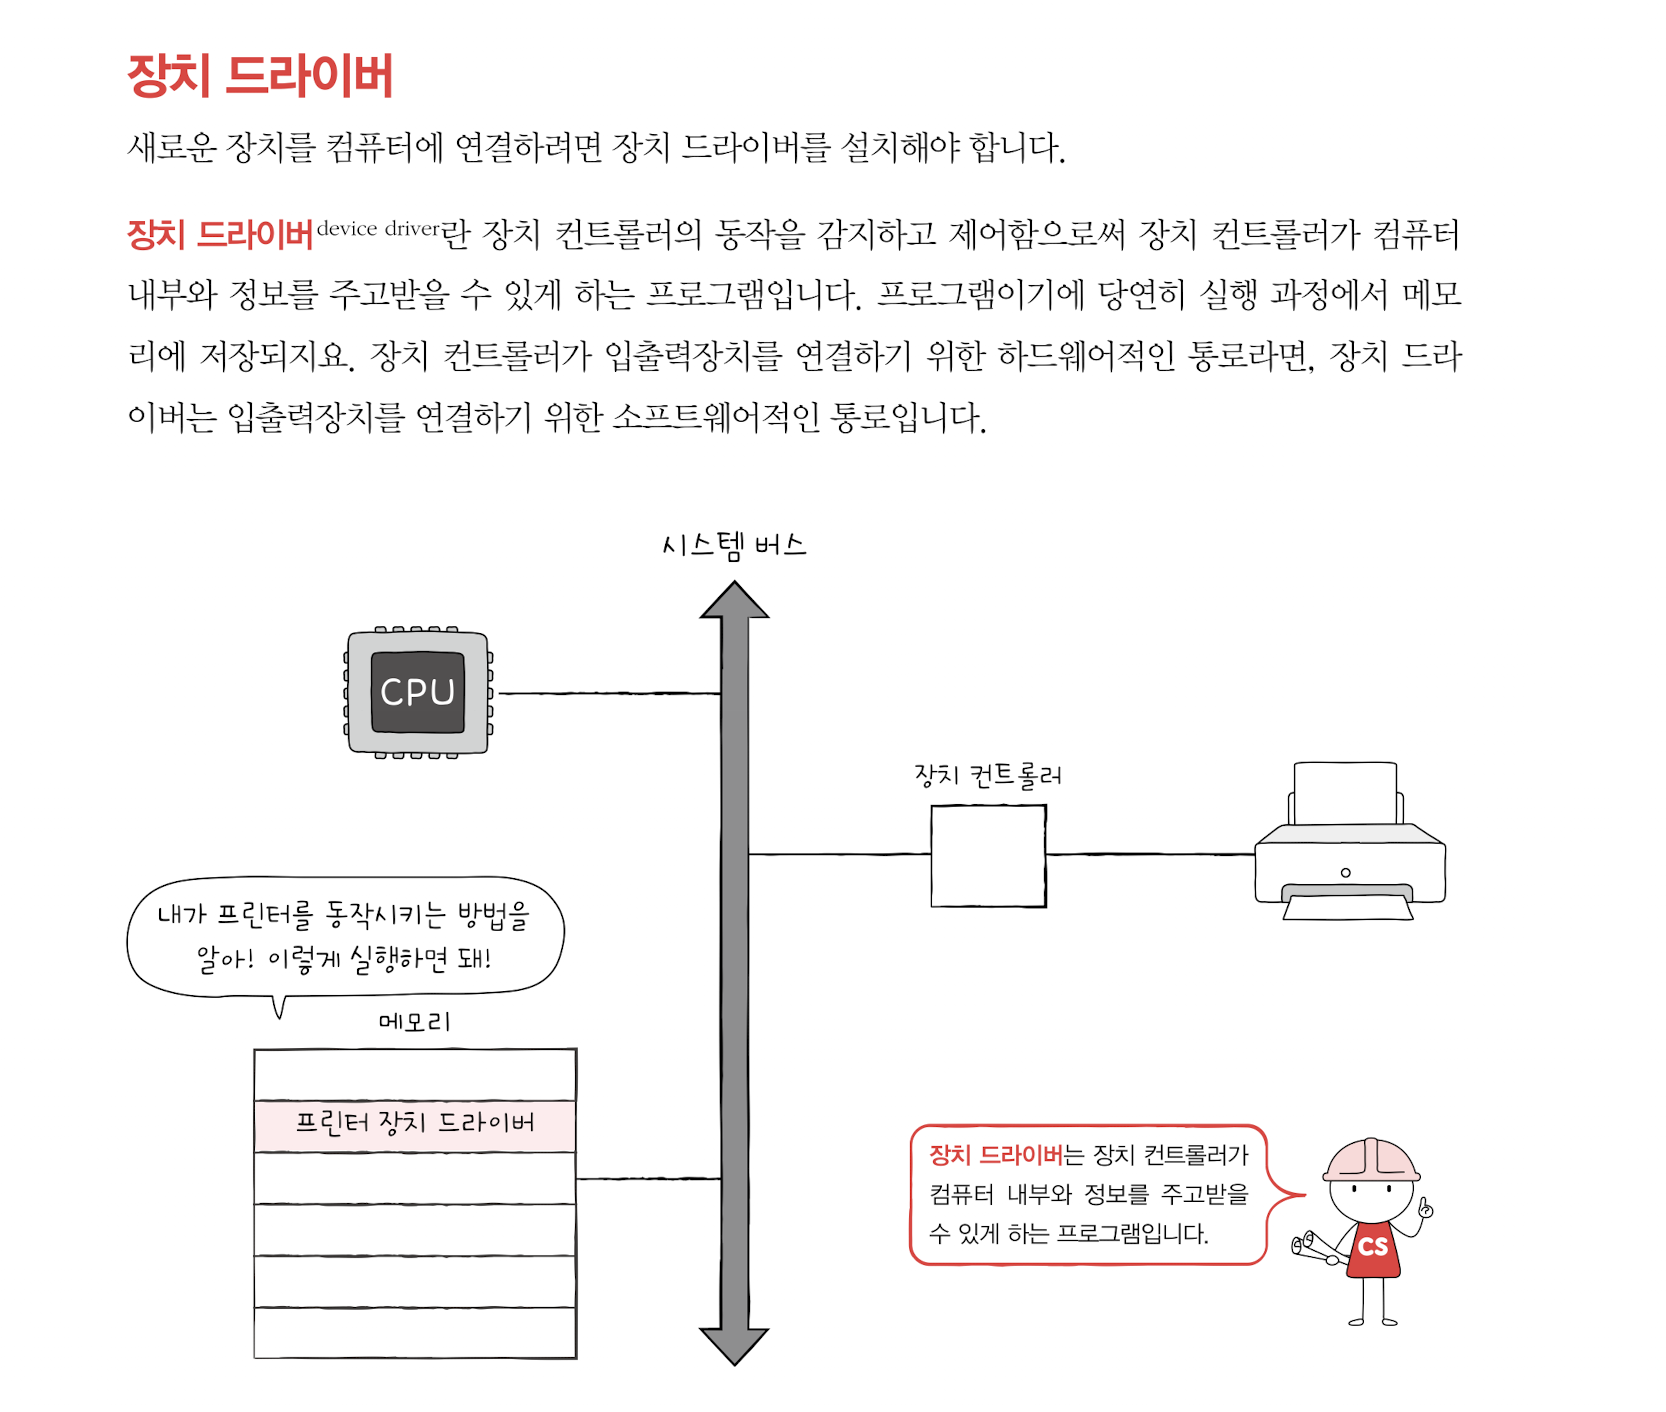 장치 드라이버
새로운 장치를 컴퓨터에 연결하려면 장치 드라이버를 설치해야 합니다.
장치 드라이버device driver란 장치 컨트롤러의 동작을 감지하고 제어함으로써 장치 컨트롤러가 컴퓨터
내부와 정보를 주고받을 수 있게 하는 프로그램입니다. 프로그램이기에 당연히 실행 과정에서 메모
리에 저장되지요. 장치 컨트롤러가 입출력장치를 연결하기 위한 하드웨어적인 통로라면, 장치 드라
이버는 입출력장치를 연결하기 위한 소프트웨어적인 통로입니다.
시스템 버스
CPU
장치 컨트롤러
내가 프린터를 동작시키는 방법을
알아! 이렇게 실행하면 돼!
메모리
프린터 장치 드라이버
장치 드라이버는 장치 컨트롤러가
컴퓨터 내부와 정보를 주고받을
수 있게 하는 프로그램입니다.
CS